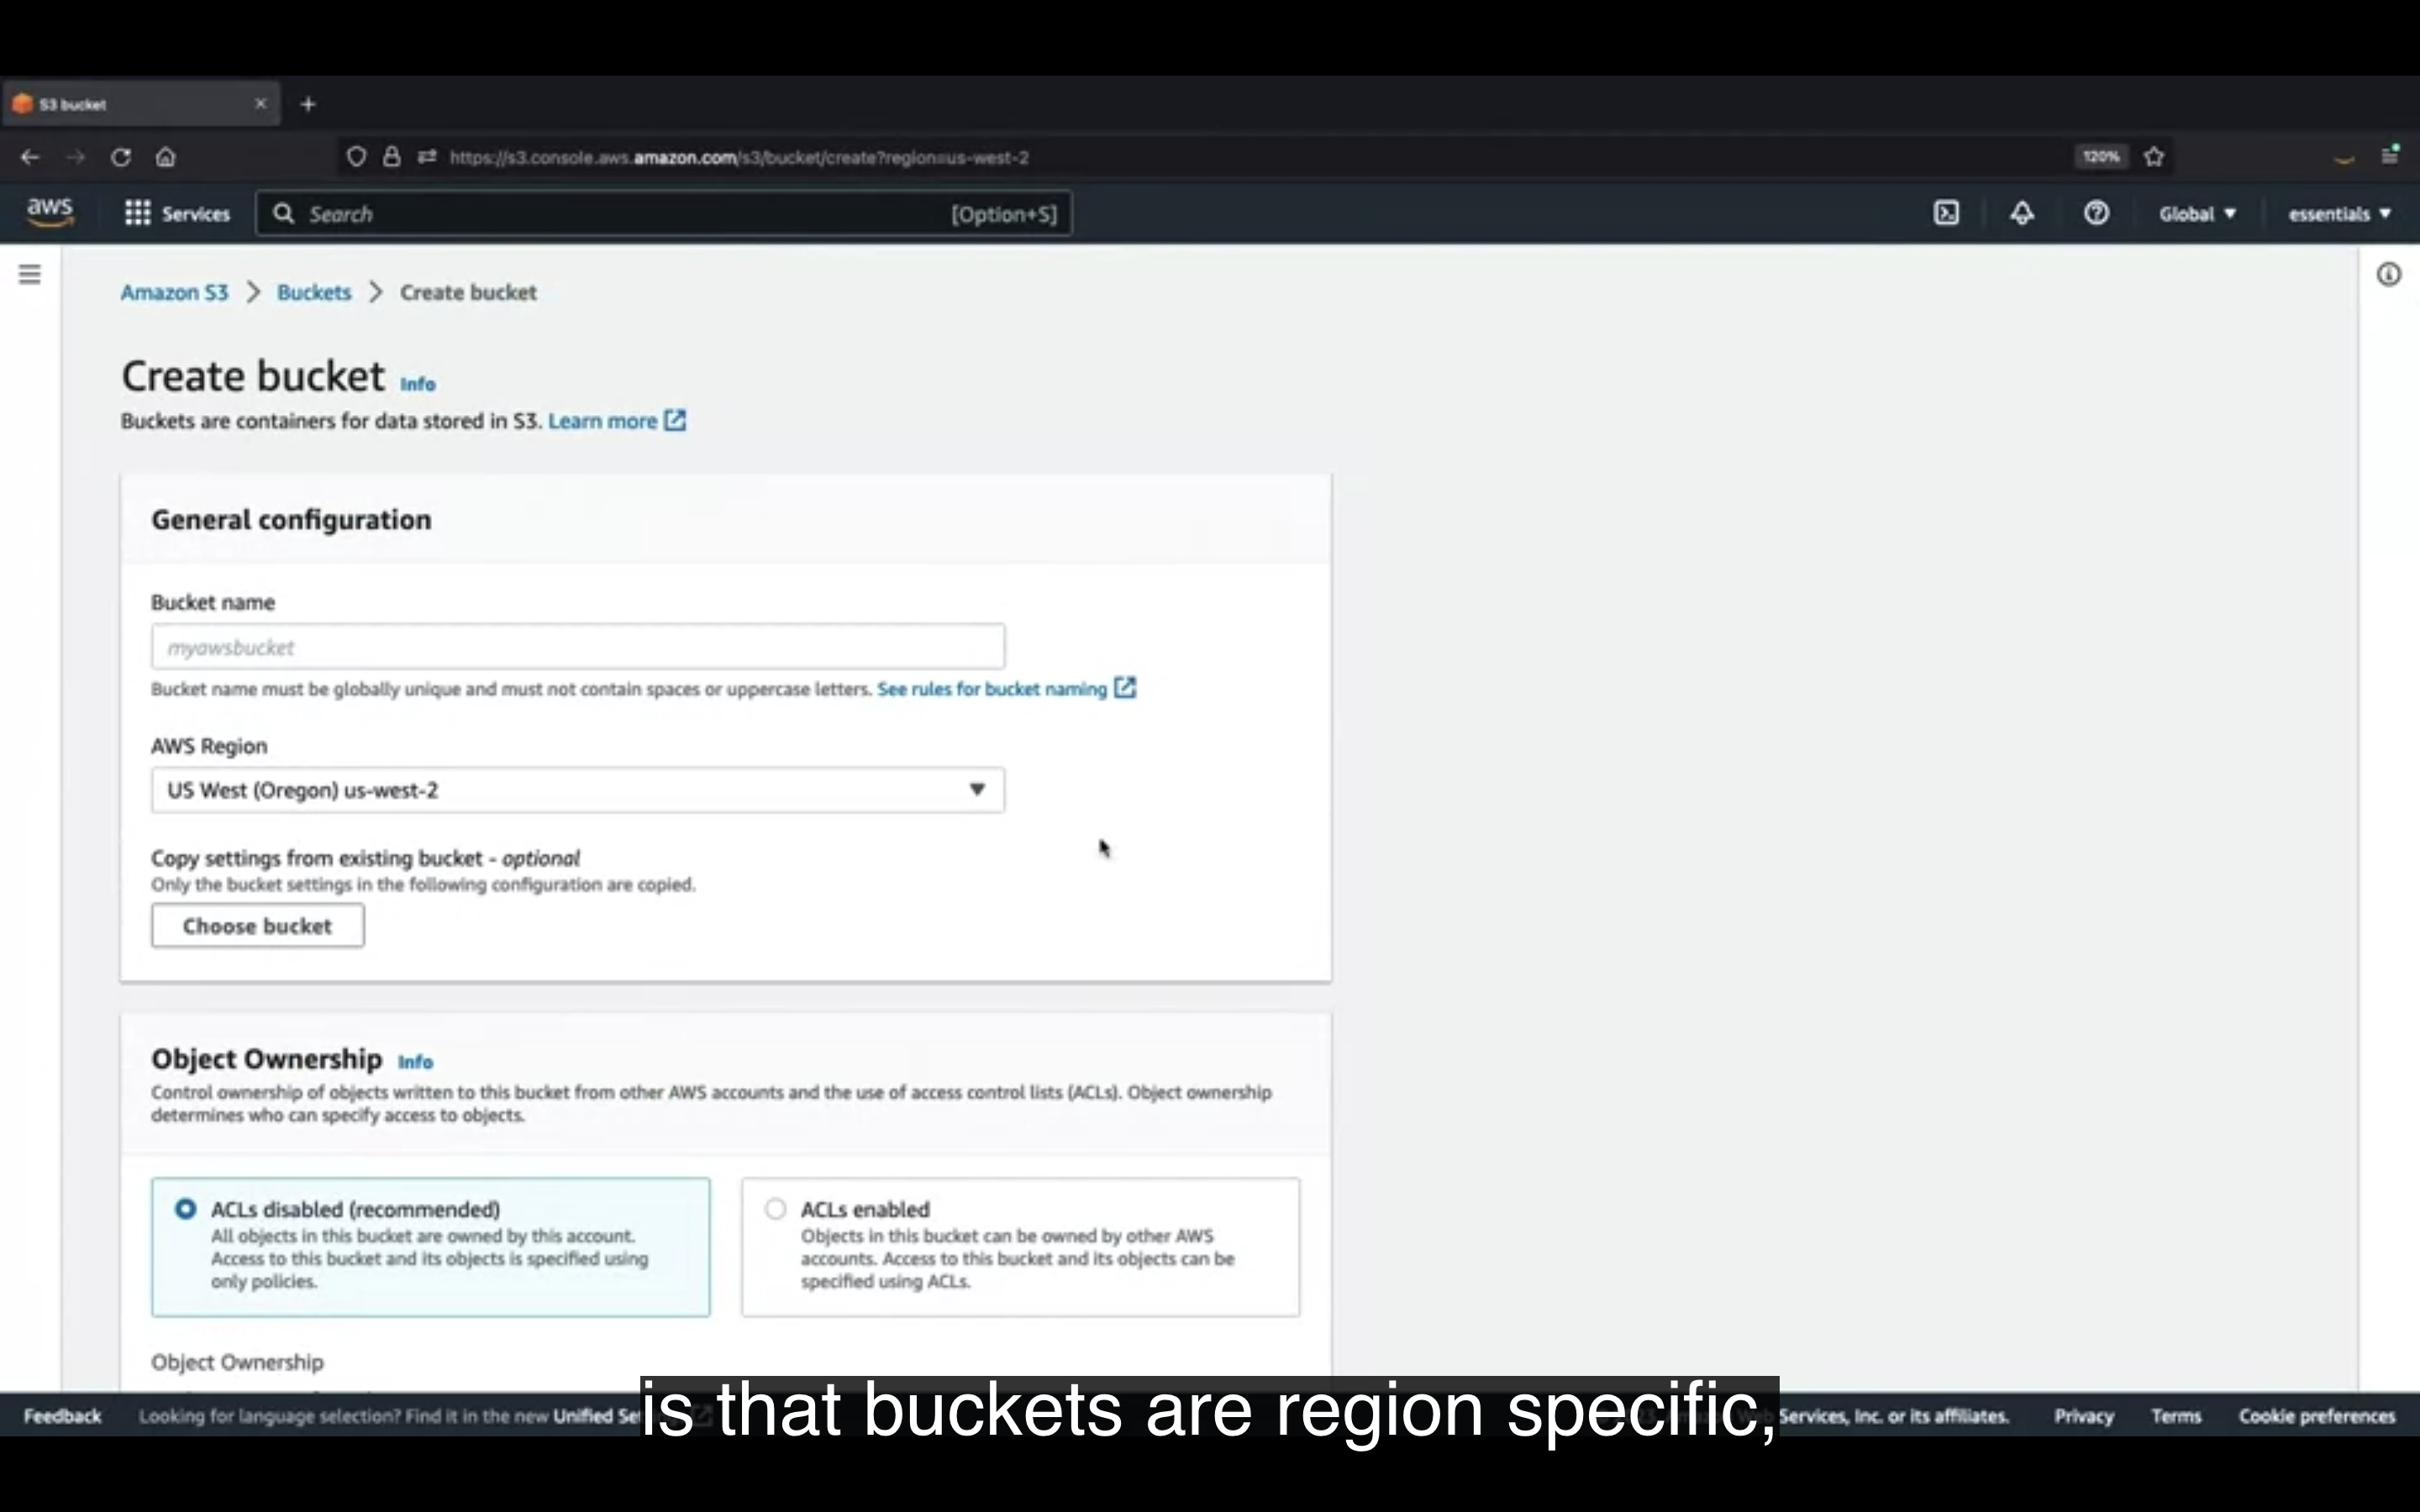 S3 bucket
https://s3.console.aws.amazon.com/s3/bucket/create?region=us-west-2
120%
aws
Services
Search
[Option+S]
Global
essentials
Amazon S3 > Buckets > Create bucket
Create bucket Info
Buckets are containers for data stored in S3. Learn more
General configuration
Bucket name
myawsbucket
Bucket name must be globally unique and must not contain spaces or uppercase letters. See rules for bucket naming
AWS Region
US West (Oregon) us-west-2
Copy settings from existing bucket - optional
Only the bucket settings in the following configuration are copied.
Choose bucket
Object Ownership Info
Control ownership of objects written to this bucket from other AWS accounts and the use of access control lists (ACLs). Object ownership
determines who can specify access to objects.
ACLs disabled (recommended)
All objects in this bucket are owned by this account.
Access to this bucket and its objects is specified using
only policies.
ACLs enabled
Objects in this bucket can be owned by other AWS
accounts. Access to this bucket and its objects can be
specified using ACLs.
Object Ownership
is that buckets are region specific,
Feedback
Looking for language selection? Find it in the new Unified
Services, Inc. or its affiliates.
Privacy
Terms
Cookie preferences